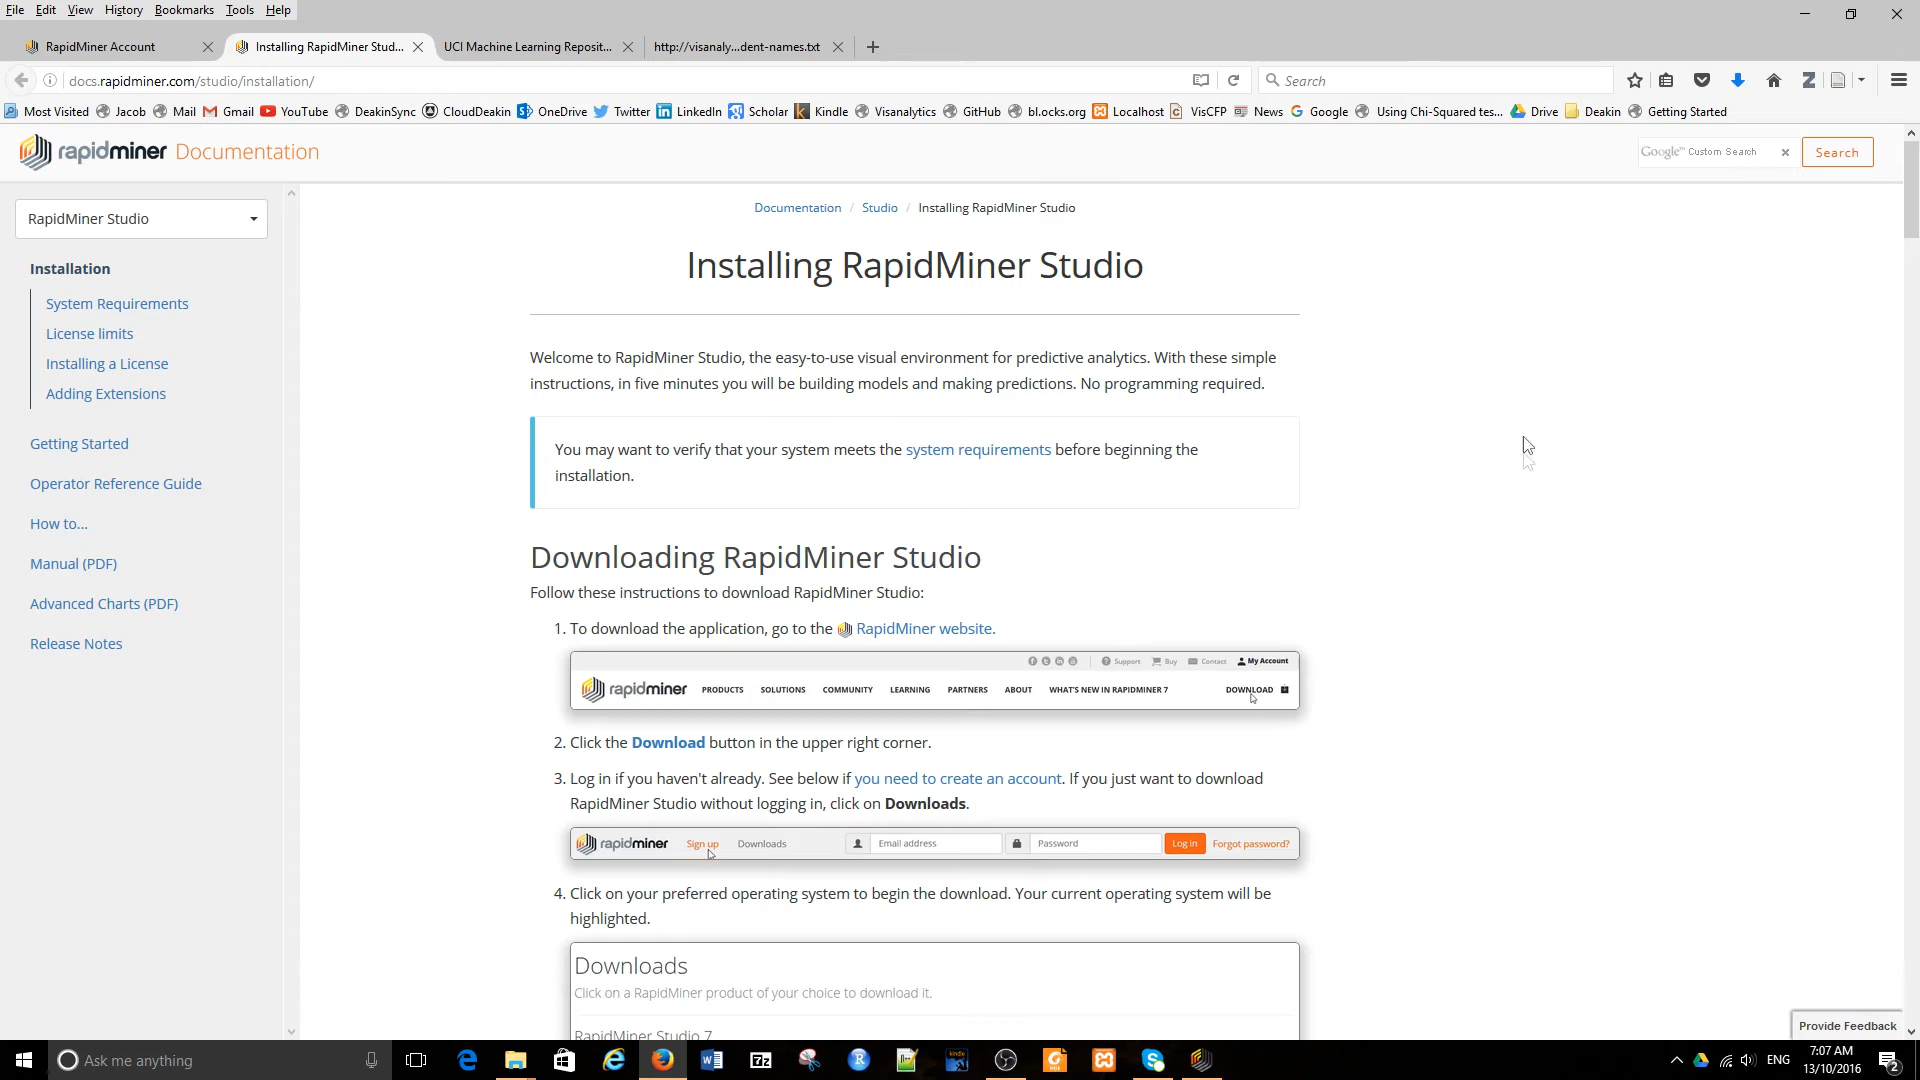 File Edit View History Bookmarks Tools Help
RapidMiner Account
Installing RapidMiner Stud...
UCI Machine Learning Reposit...
http://visanaly...dent-names.txt
docs.rapidminer.com/studio/installation/
Search
Most Visited Jacob Mail Gmail YouTube DeakinSync CloudDeakin OneDrive Twitter LinkedIn Scholar Kindle Visanalytics GitHub bl.ocks.org Localhost VisCFP News Google Using Chi-Squared tes... Drive Deakin Getting Started
rapidminer Documentation
Google™ Custom Search
Search
RapidMiner Studio
Installation
System Requirements
License limits
Installing a License
Adding Extensions
Getting Started
Operator Reference Guide
How to...
Manual (PDF)
Advanced Charts (PDF)
Release Notes
Documentation / Studio / Installing RapidMiner Studio
Installing RapidMiner Studio
Welcome to RapidMiner Studio, the easy-to-use visual environment for predictive analytics. With these simple
instructions, in five minutes you will be building models and making predictions. No programming required.
You may want to verify that your system meets the system requirements before beginning the
installation.
Downloading RapidMiner Studio
Follow these instructions to download RapidMiner Studio:
1. To download the application, go to the RapidMiner website.
Support Buy Contact My Account
rapidminer PRODUCTS SOLUTIONS COMMUNITY LEARNING PARTNERS ABOUT WHAT'S NEW IN RAPIDMINER 7 DOWNLOAD
2. Click the Download button in the upper right corner.
3. Log in if you haven't already. See below if you need to create an account. If you just want to download
RapidMiner Studio without logging in, click on Downloads.
rapidminer Sign up Downloads Email address Password Log in Forgot password?
4. Click on your preferred operating system to begin the download. Your current operating system will be
highlighted.
Downloads
Click on a RapidMiner product of your choice to download it.
RapidMiner Studio 7
Provide Feedback
Ask me anything
ENG
7:07 AM
13/10/2016
2